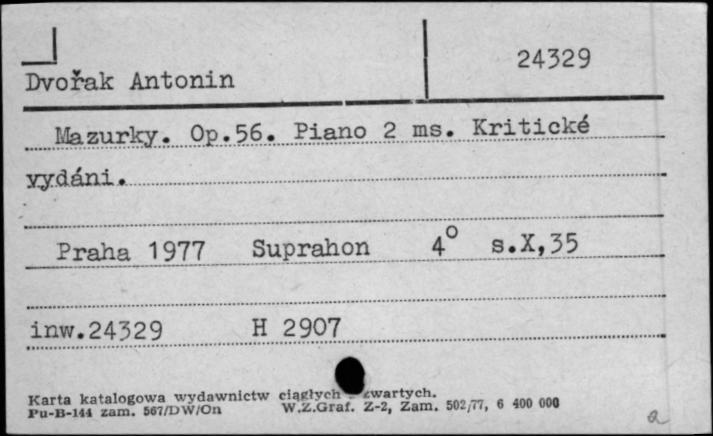 24329
Dvořak Antonin
Mazurky. Op.56. Piano 2 ms. Kritické
vydáni.
Praha 1977 Suprahon 4° s.X,35
inw.24329 H 2907
Karta katalogowa wydawnictw ciągłych zwartych.
Pu-B-144 zam. 567/DW/On W.Z.Graf. Z-2, Zam. 502/77, 6 400 000
a